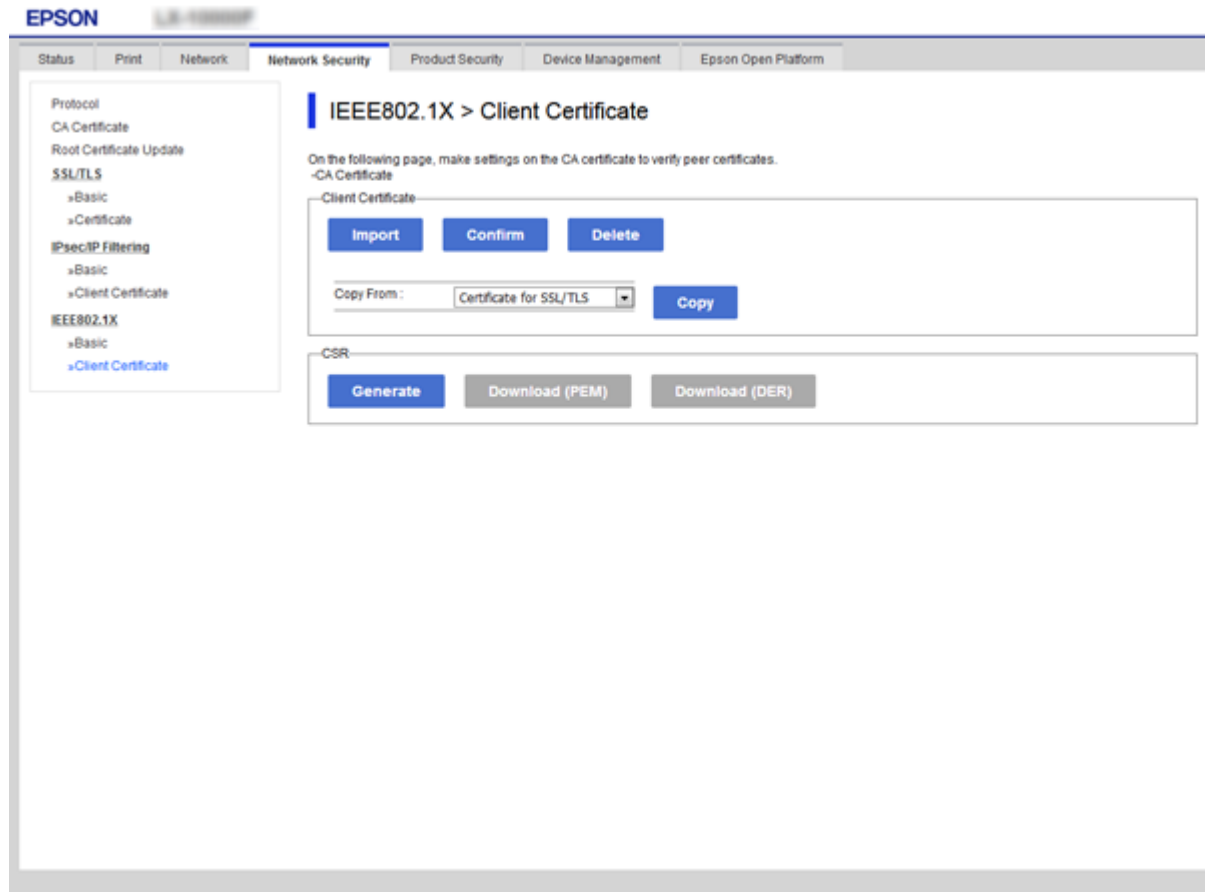 EPSON
Status Print Network Network Security Product Security Device Management Epson Open Platform
Protocol
CA Certificate
Root Certificate Update
SSL/TLS
»Basic
»Certificate
IPsec/IP Filtering
»Basic
»Client Certificate
IEEE802.1X
»Basic
»Client Certificate
IEEE802.1X > Client Certificate
On the following page, make settings on the CA certificate to verify peer certificates.
-CA Certificate
Client Certificate
Import Confirm Delete
Copy From : Certificate for SSL/TLS Copy
CSR
Generate Download (PEM) Download (DER)